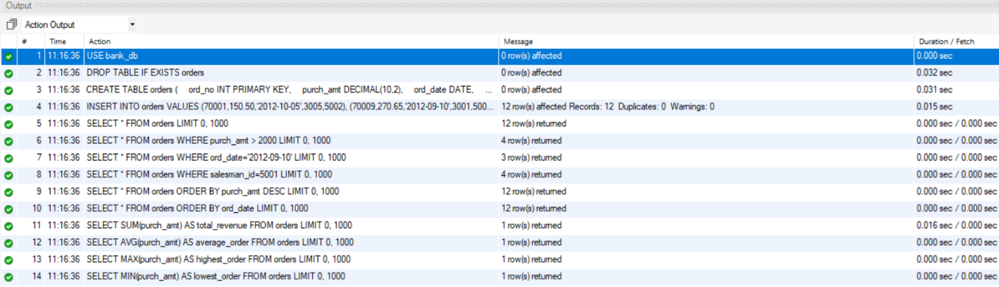 Output
Action Output
# Time Action Message Duration / Fetch
1 11:16:36 USE bank_db 0 row(s) affected 0.000 sec
2 11:16:36 DROP TABLE IF EXISTS orders 0 row(s) affected 0.032 sec
3 11:16:36 CREATE TABLE orders ( ord_no INT PRIMARY KEY, purch_amt DECIMAL(10,2), ord_date DATE, ... 0 row(s) affected 0.031 sec
4 11:16:36 INSERT INTO orders VALUES (70001,150.50,'2012-10-05',3005,5002), (70009,270.65,'2012-09-10',3001,500... 12 row(s) affected Records: 12 Duplicates: 0 Warnings: 0 0.015 sec
5 11:16:36 SELECT * FROM orders LIMIT 0, 1000 12 row(s) returned 0.000 sec / 0.000 sec
6 11:16:36 SELECT * FROM orders WHERE purch_amt > 2000 LIMIT 0, 1000 4 row(s) returned 0.000 sec / 0.000 sec
7 11:16:36 SELECT * FROM orders WHERE ord_date='2012-09-10' LIMIT 0, 1000 3 row(s) returned 0.000 sec / 0.000 sec
8 11:16:36 SELECT * FROM orders WHERE salesman_id=5001 LIMIT 0, 1000 4 row(s) returned 0.000 sec / 0.000 sec
9 11:16:36 SELECT * FROM orders ORDER BY purch_amt DESC LIMIT 0, 1000 12 row(s) returned 0.000 sec / 0.000 sec
10 11:16:36 SELECT * FROM orders ORDER BY ord_date LIMIT 0, 1000 12 row(s) returned 0.000 sec / 0.000 sec
11 11:16:36 SELECT SUM(purch_amt) AS total_revenue FROM orders LIMIT 0, 1000 1 row(s) returned 0.016 sec / 0.000 sec
12 11:16:36 SELECT AVG(purch_amt) AS average_order FROM orders LIMIT 0, 1000 1 row(s) returned 0.000 sec / 0.000 sec
13 11:16:36 SELECT MAX(purch_amt) AS highest_order FROM orders LIMIT 0, 1000 1 row(s) returned 0.000 sec / 0.000 sec
14 11:16:36 SELECT MIN(purch_amt) AS lowest_order FROM orders LIMIT 0, 1000 1 row(s) returned 0.000 sec / 0.000 sec